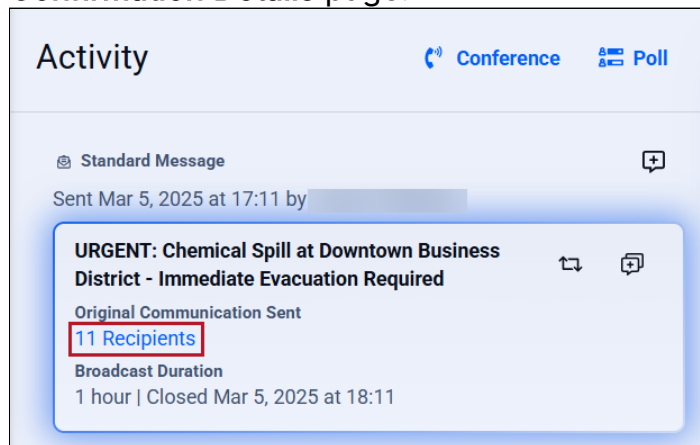 Activity
Conference
Poll
Standard Message
Sent Mar 5, 2025 at 17:11 by
URGENT: Chemical Spill at Downtown Business
District - Immediate Evacuation Required
Original Communication Sent
11 Recipients
Broadcast Duration
1 hour | Closed Mar 5, 2025 at 18:11